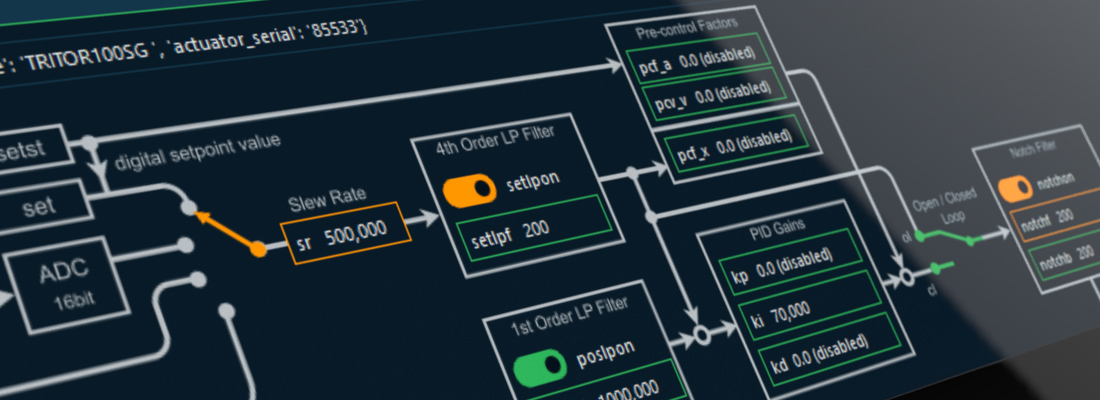 e': 'TRITOR100SG ', 'actuator_serial': '85533'}
Pre-control Factors
pcf_a 0.0 (disabled)
pcv_v 0.0 (disabled)
pcf_x 0.0 (disabled)
setst
digital setpoint value
set
ADC
16bit
Slew Rate
sr 500,000
4th Order LP Filter
setlpon
setlpf 200
1st Order LP Filter
poslpon
1000,000
PID Gains
kp 0.0 (disabled)
ki 70,000
kd 0.0 (disabled)
Open / Closed
Loop
ol
cl
Notch Filter
notchon
notchf 200
notchb 200